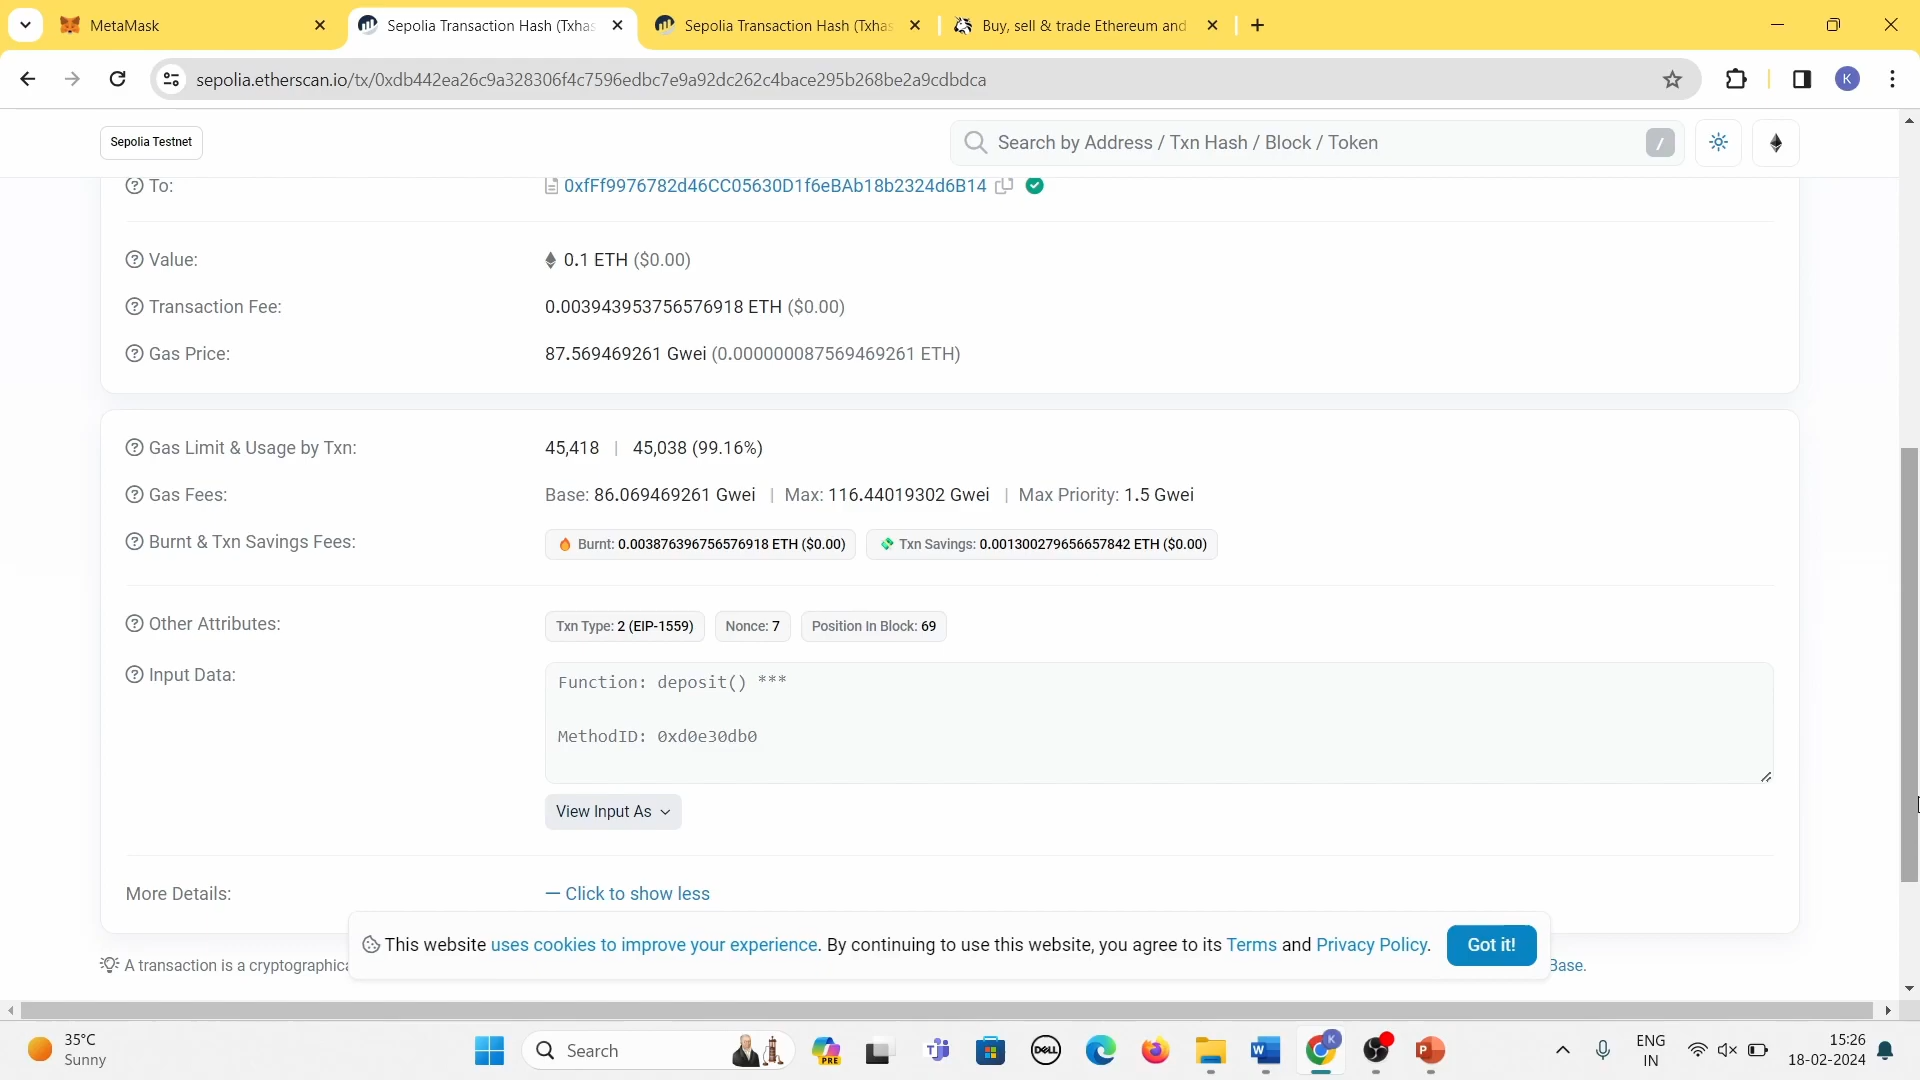 MetaMask
Sepolia Transaction Hash (Txhas
Sepolia Transaction Hash (Txhas
Buy, sell & trade Ethereum and
sepolia.etherscan.io/tx/0xdb442ea26c9a328306f4c7596edbc7e9a92dc262c4bace295b268be2a9cdbdca
K
Sepolia Testnet
Search by Address / Txn Hash / Block / Token
/
To:
0xfFf9976782d46CC05630D1f6eBAb18b2324d6B14
Value:
0.1 ETH ($0.00)
Transaction Fee:
0.003943953756576918 ETH ($0.00)
Gas Price:
87.569469261 Gwei (0.000000087569469261 ETH)
Gas Limit & Usage by Txn:
45,418 | 45,038 (99.16%)
Gas Fees:
Base: 86.069469261 Gwei | Max: 116.44019302 Gwei | Max Priority: 1.5 Gwei
Burnt & Txn Savings Fees:
Burnt: 0.003876396756576918 ETH ($0.00)
Txn Savings: 0.001300279656657842 ETH ($0.00)
Other Attributes:
Txn Type: 2 (EIP-1559)
Nonce: 7
Position In Block: 69
Input Data:
Function: deposit() ***
MethodID: 0xd0e30db0
View Input As
More Details:
— Click to show less
This website uses cookies to improve your experience. By continuing to use this website, you agree to its Terms and Privacy Policy.
Got it!
A transaction is a cryptographica
Base.
35°C
Sunny
Search
PRE
DELL
W
K
P
ENG
IN
15:26
18-02-2024